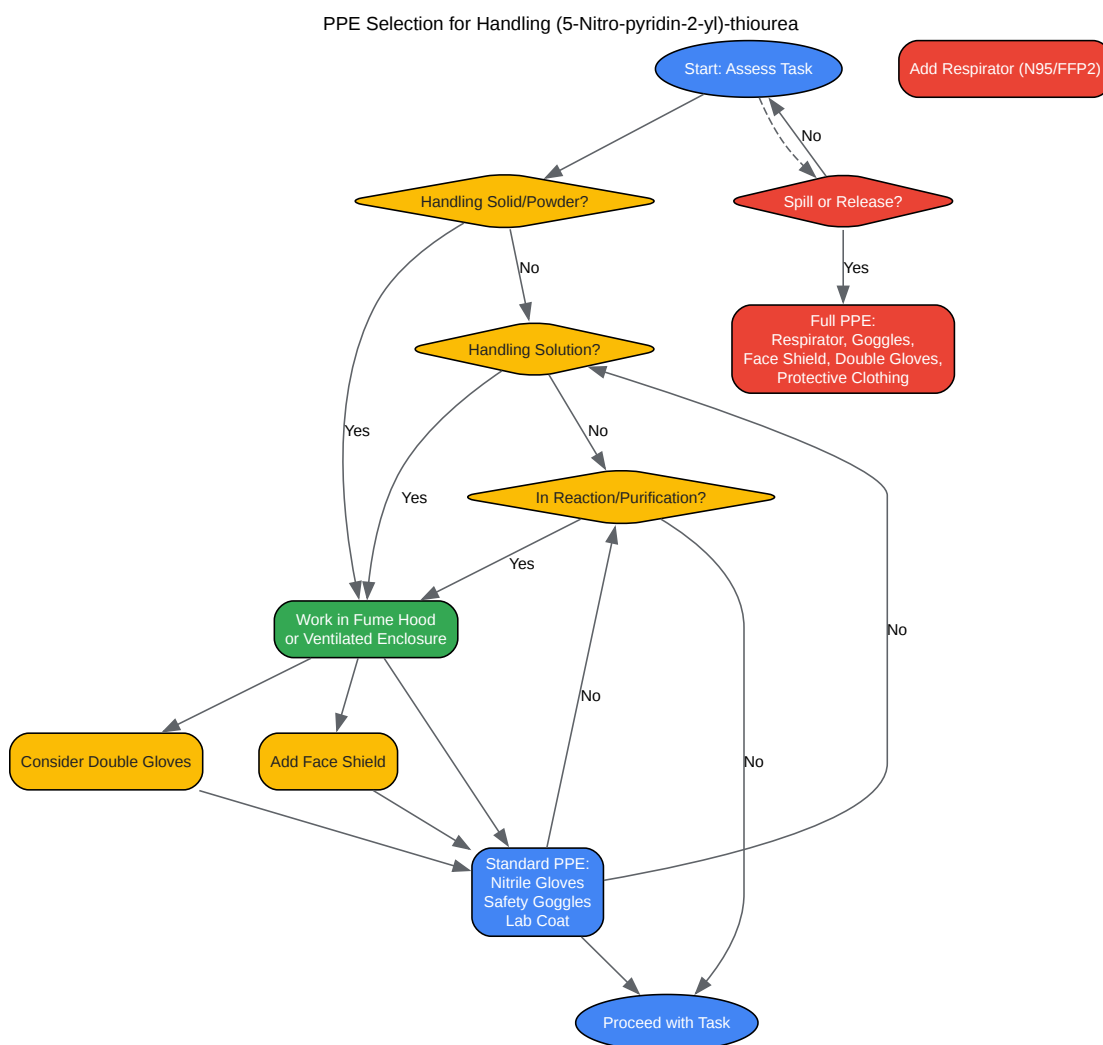 PPE Selection for Handling (5-Nitro-pyridin-2-yl)-thiourea
Start: Assess Task
Add Respirator (N95/FFP2)
No
Handling Solid/Powder?
Spill or Release?
No
Yes
Full PPE:
Respirator, Goggles,
Face Shield, Double Gloves,
Protective Clothing
Handling Solution?
Yes
No
Yes
In Reaction/Purification?
Yes
Work in Fume Hood
or Ventilated Enclosure
No
No
Consider Double Gloves
Add Face Shield
No
Standard PPE:
Nitrile Gloves
Safety Goggles
Lab Coat
Proceed with Task